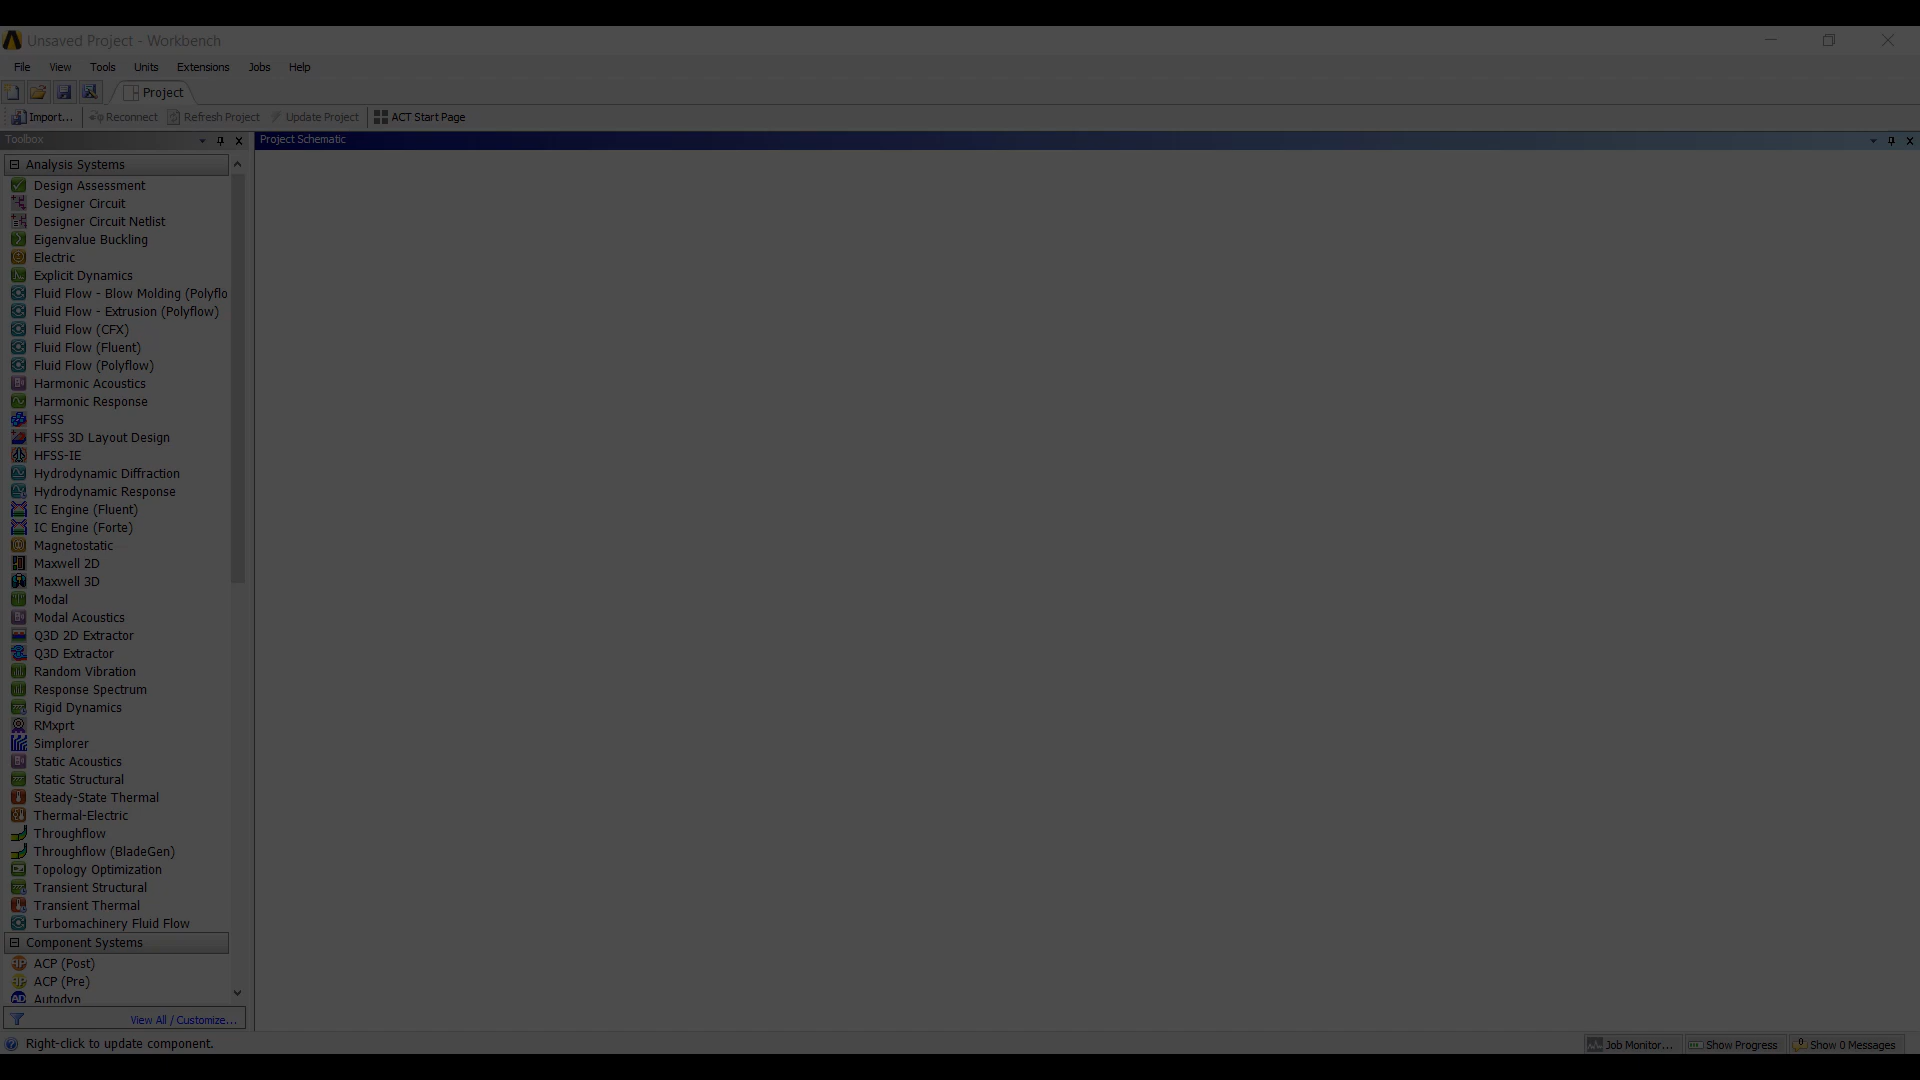 Unsaved Project - Workbench
File View Tools Units Extensions Jobs Help
Project
Import... Reconnect Refresh Project Update Project ACT Start Page
Toolbox
Project Schematic
Analysis Systems
Design Assessment
Designer Circuit
Designer Circuit Netlist
Eigenvalue Buckling
Electric
Explicit Dynamics
Fluid Flow - Blow Molding (Polyflo
Fluid Flow - Extrusion (Polyflow)
Fluid Flow (CFX)
Fluid Flow (Fluent)
Fluid Flow (Polyflow)
Harmonic Acoustics
Harmonic Response
HFSS
HFSS 3D Layout Design
HFSS-IE
Hydrodynamic Diffraction
Hydrodynamic Response
IC Engine (Fluent)
IC Engine (Forte)
Magnetostatic
Maxwell 2D
Maxwell 3D
Modal
Modal Acoustics
Q3D 2D Extractor
Q3D Extractor
Random Vibration
Response Spectrum
Rigid Dynamics
RMxprt
Simplorer
Static Acoustics
Static Structural
Steady-State Thermal
Thermal-Electric
Throughflow
Throughflow (BladeGen)
Topology Optimization
Transient Structural
Transient Thermal
Turbomachinery Fluid Flow
Component Systems
ACP (Post)
ACP (Pre)
Autodyn
View All / Customize...
Right-click to update component.
Job Monitor... Show Progress Show 0 Messages